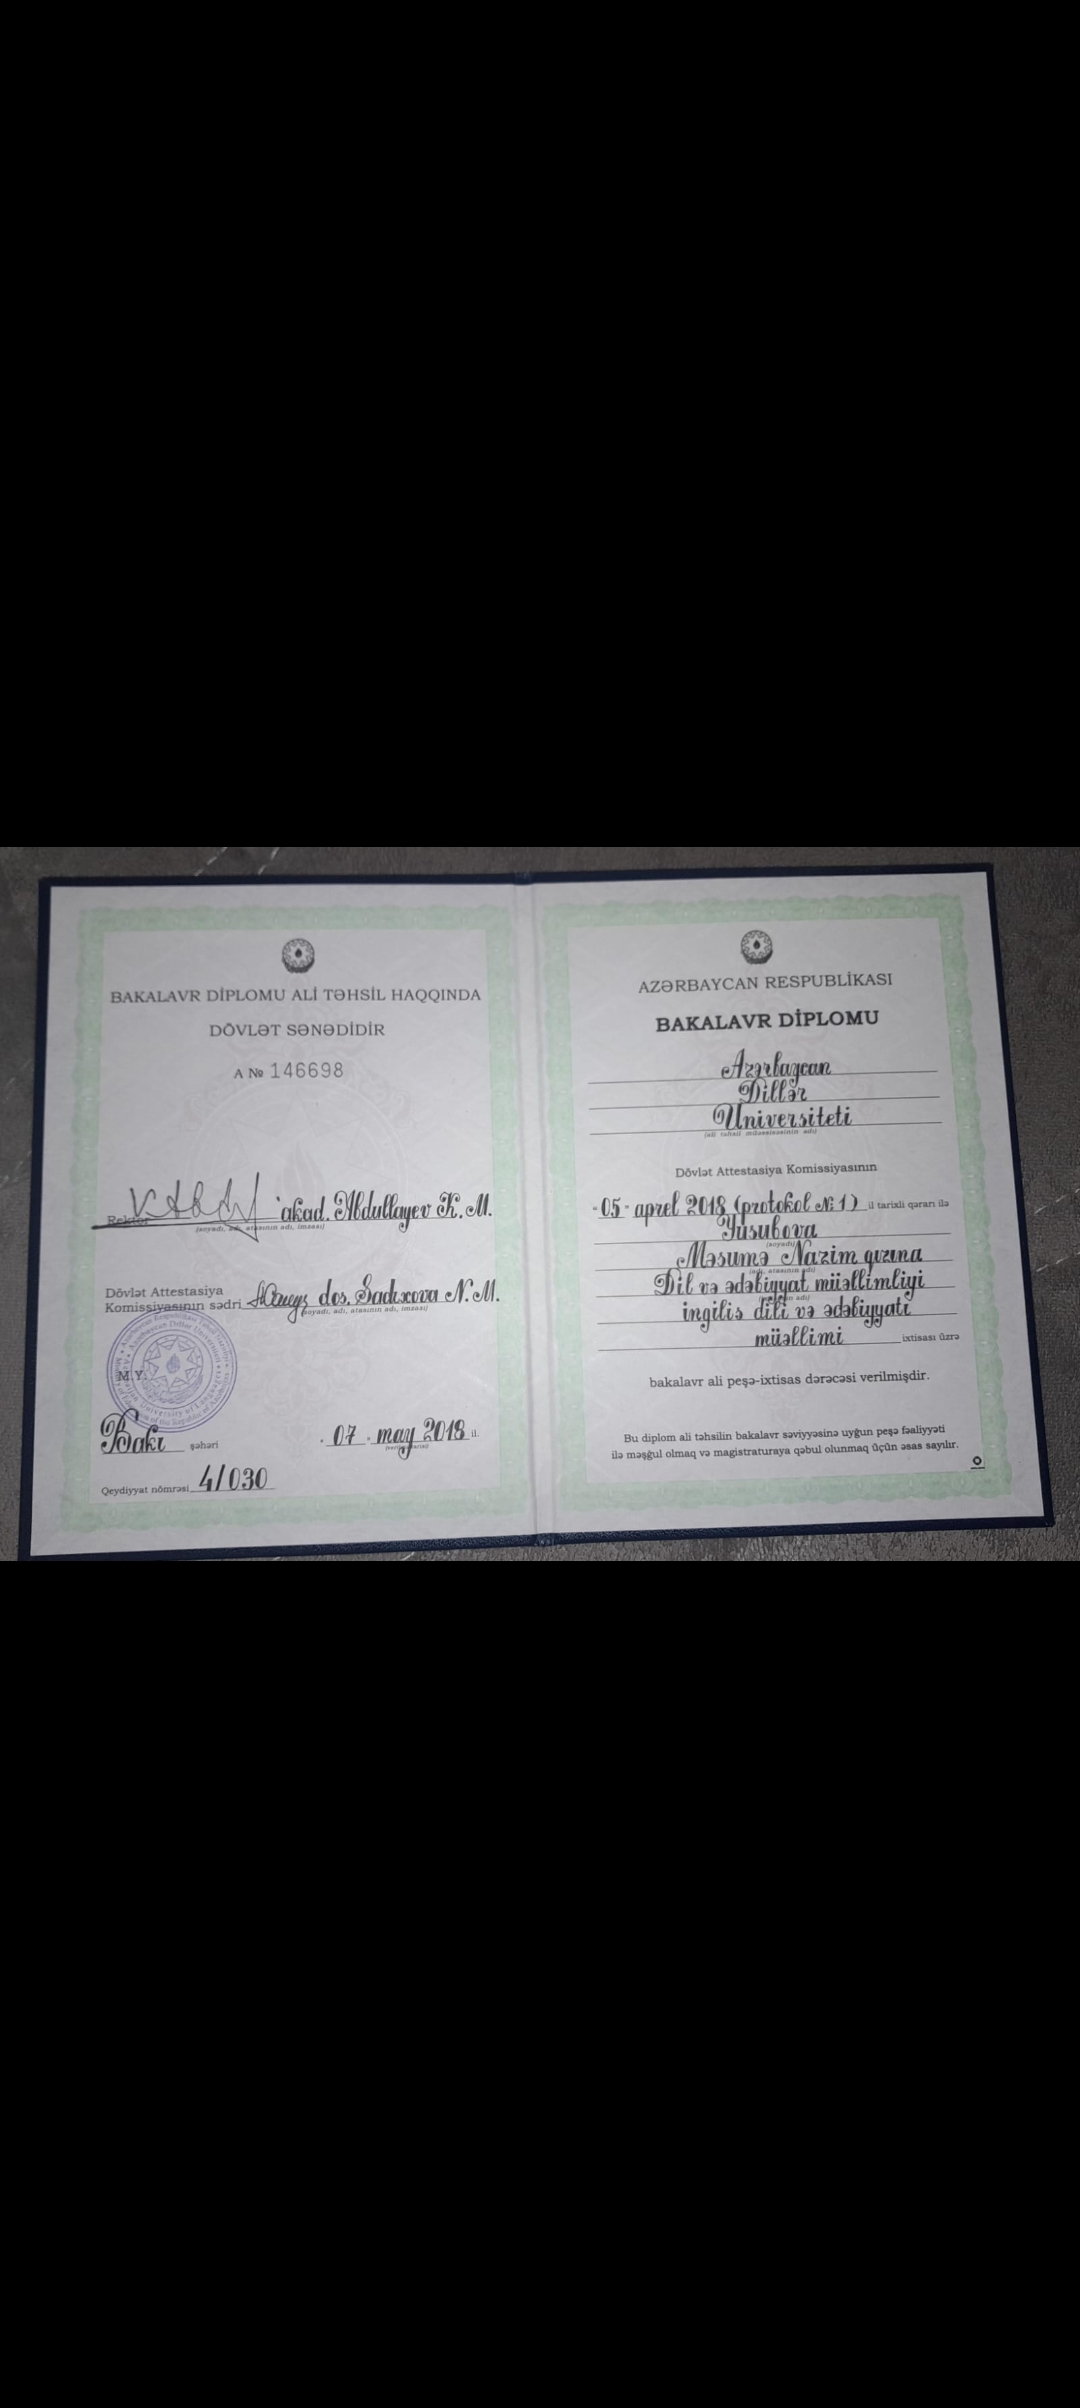 BAKALAVR DİPLOMU ALİ TƏHSİL HAQQINDA
DÖVLƏT SƏNƏDİDİR
A № 146698
Rektor akad. Abdullayev K. M.
(soyadı, adı, atasının adı, imzası)
Dövlət Attestasiya
Komissiyasının sədri dos. Sadıxova N. M.
(soyadı, adı, atasının adı, imzası)
M.Y.
Bakı şəhəri
07 may 2018 il.
Qeydiyyat nömrəsi 4/030
AZƏRBAYCAN RESPUBLİKASI
BAKALAVR DİPLOMU
Azərbaycan
Dillər
Universiteti
(ali təhsil müəssisəsinin adı)
Dövlət Attestasiya Komissiyasının
"05" aprel 2018 (protokol № 1) il tarixli qərarı ilə
Yusubova
(soyadı)
Məsumə Nazim qızına
(adı, atasının adı)
Dil və ədəbiyyat müəllimliyi
ingilis dili və ədəbiyyatı
müəllimi ixtisası üzrə
bakalavr ali peşə-ixtisas dərəcəsi verilmişdir.
Bu diplom ali təhsilin bakalavr səviyyəsinə uyğun peşə fəaliyyəti
ilə məşğul olmaq və magistraturaya qəbul olunmaq üçün əsas sayılır.